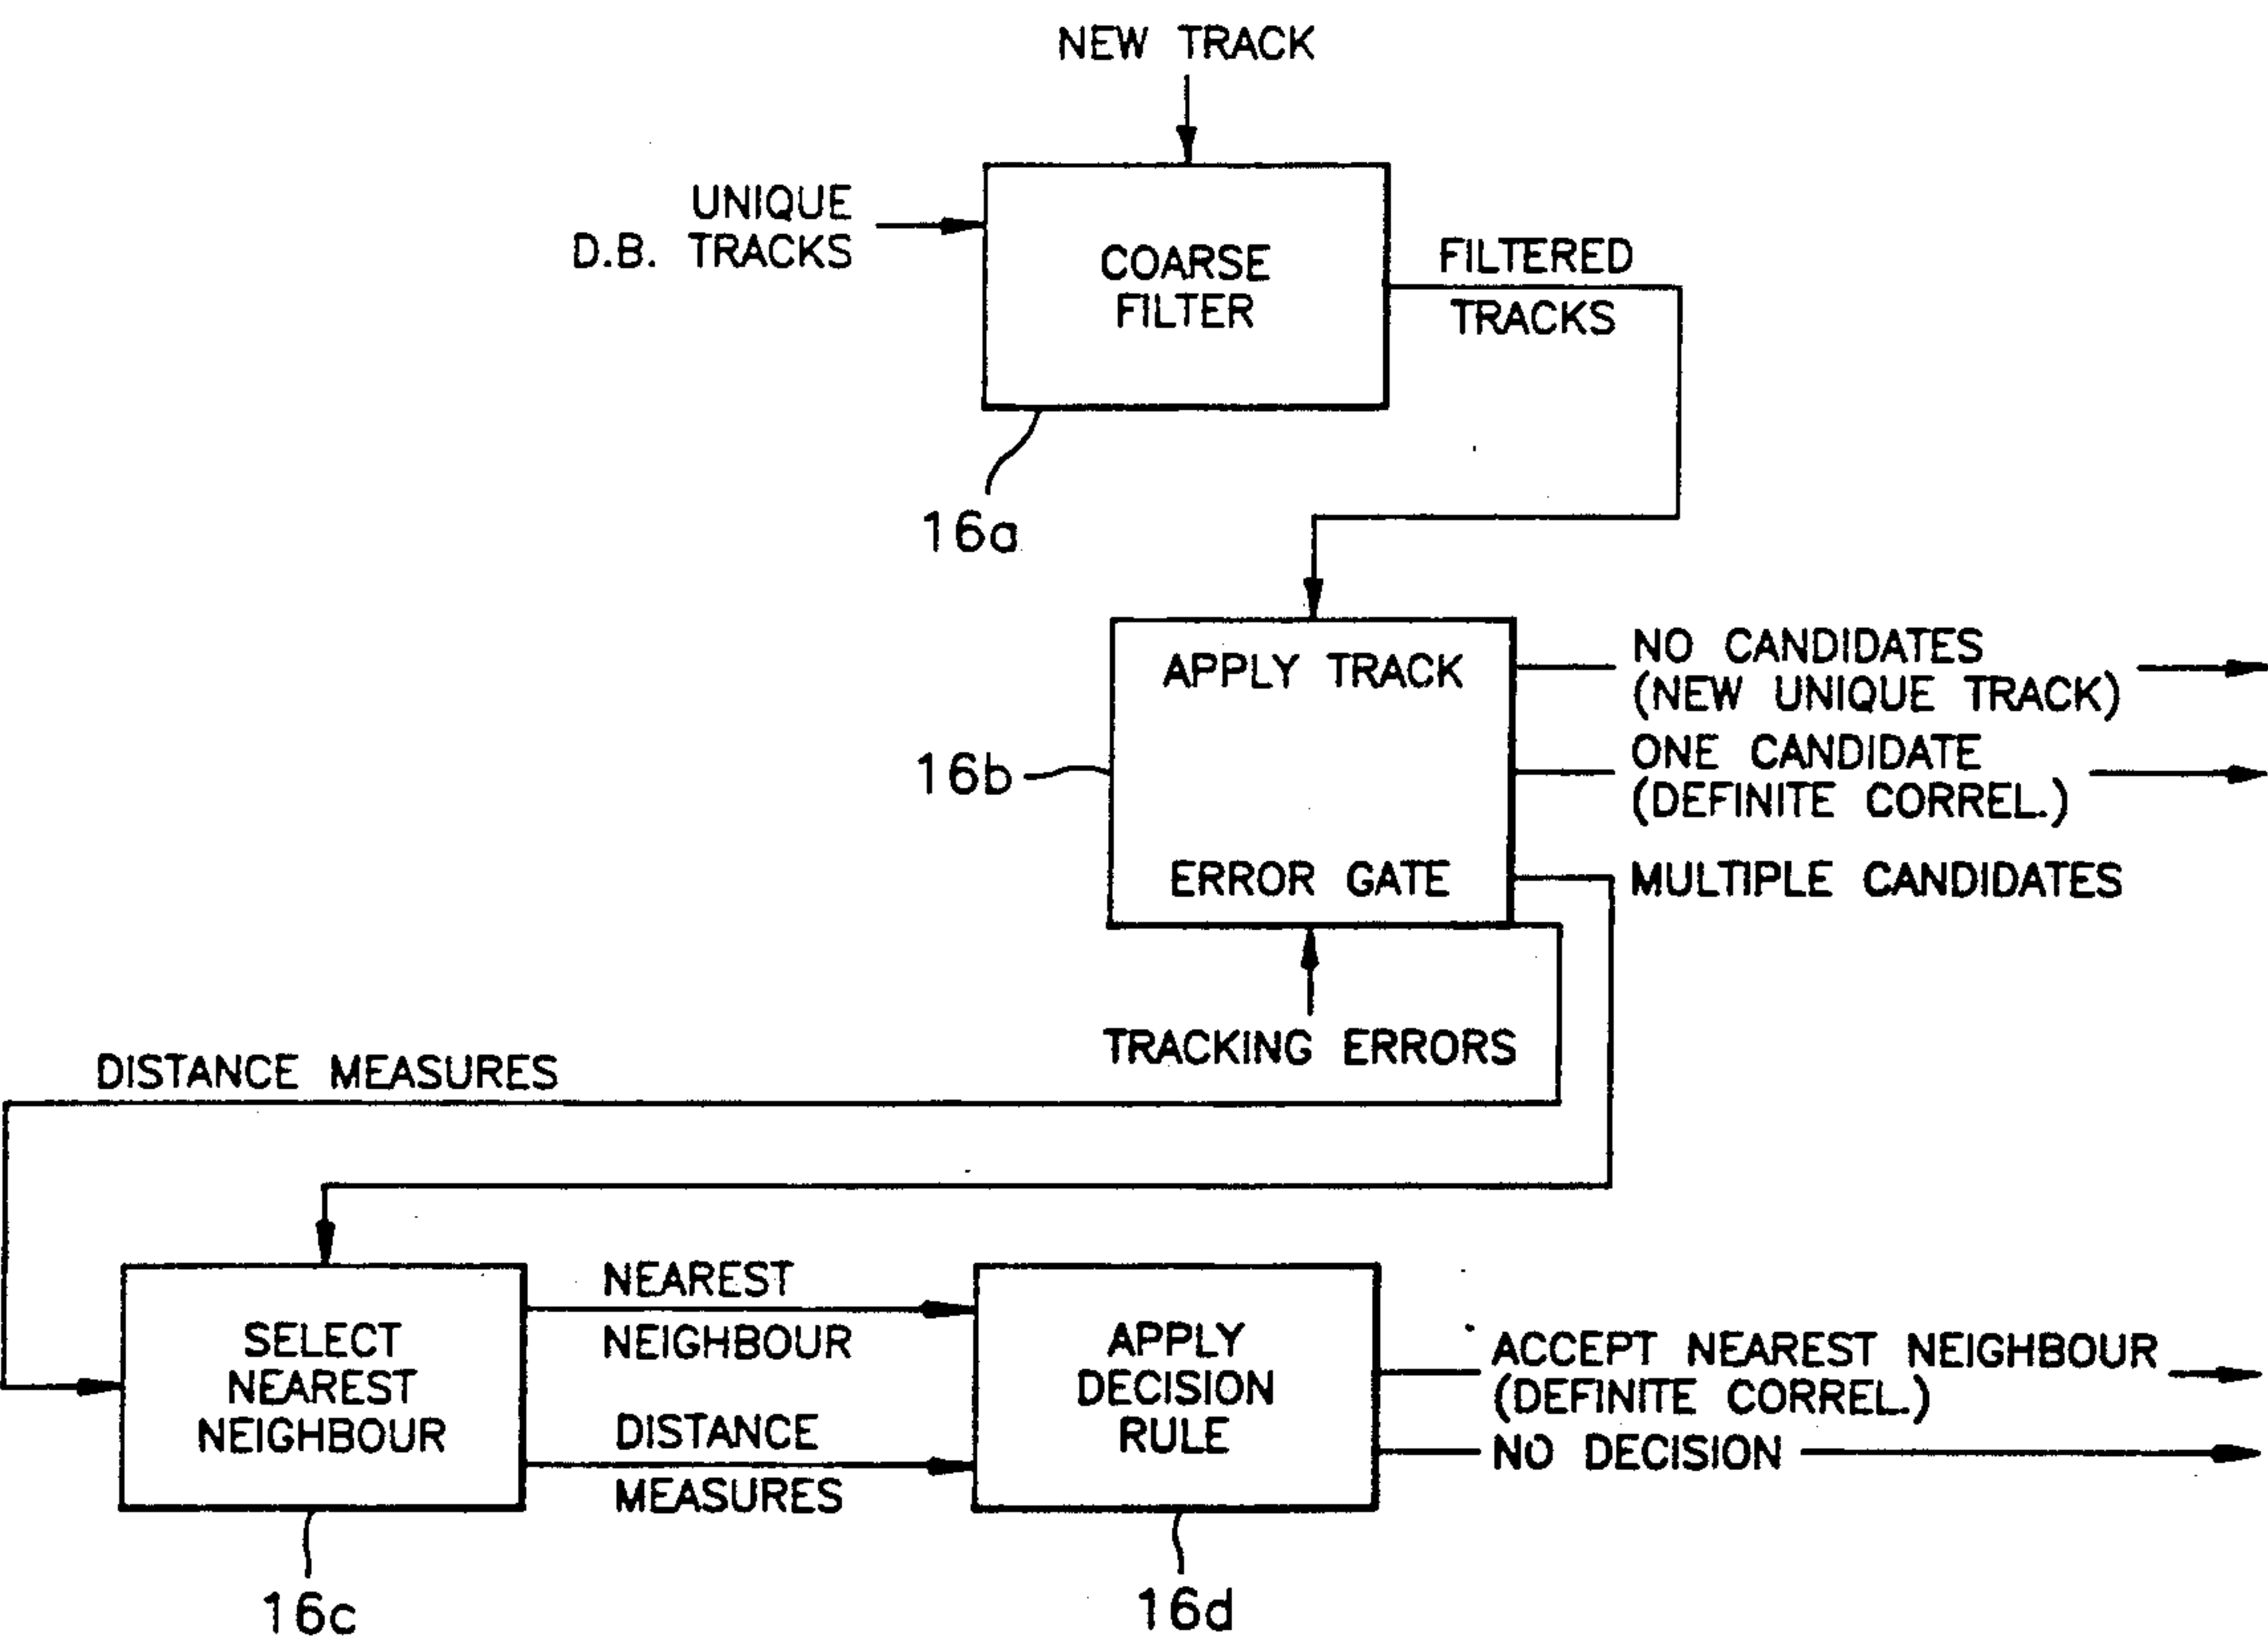 NEW TRACK
UNIQUE
D.B. TRACKS
COARSE
FILTER
FILTERED
TRACKS
16a
APPLY TRACK
ERROR GATE
16b
NO CANDIDATES
(NEW UNIQUE TRACK)
ONE CANDIDATE
(DEFINITE CORREL.)
MULTIPLE CANDIDATES
TRACKING ERRORS
DISTANCE MEASURES
SELECT
NEAREST
NEIGHBOUR
NEAREST
NEIGHBOUR
DISTANCE
MEASURES
APPLY
DECISION
RULE
ACCEPT NEAREST NEIGHBOUR
(DEFINITE CORREL.)
NO DECISION
16c
16d